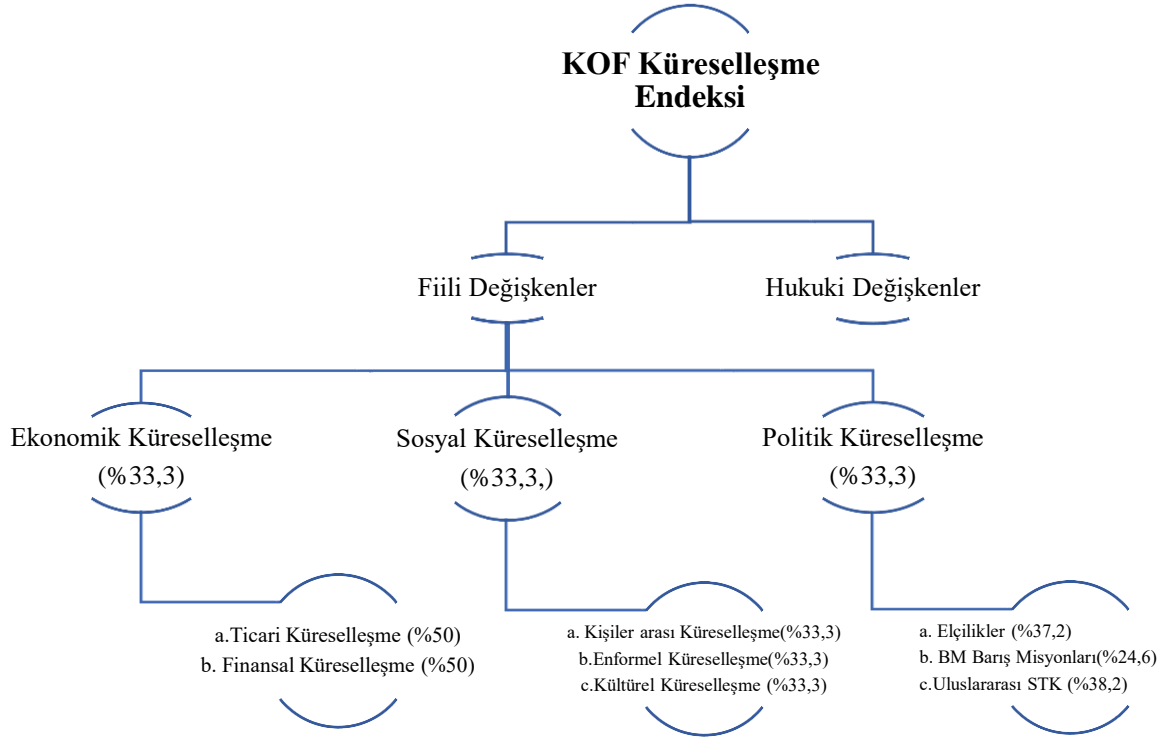 KOF Küreselleşme
Endeksi
Fiili Değişkenler
Hukuki Değişkenler
Ekonomik Küreselleşme
(%33,3)
Sosyal Küreselleşme
(%33,3,)
Politik Küreselleşme
(%33,3)
a.Ticari Küreselleşme (%50)
b. Finansal Küreselleşme (%50)
a. Kişiler arası Küreselleşme(%33,3)
b.Enformel Küreselleşme(%33,3)
c.Kültürel Küreselleşme (%33,3)
a. Elçilikler (%37,2)
b. BM Barış Misyonları(%24,6)
c.Uluslararası STK (%38,2)